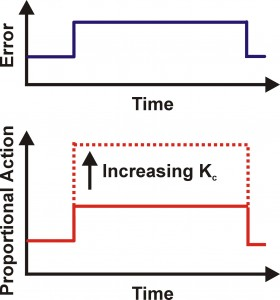 Error
Time
Proportional Action
Increasing Kc
Time